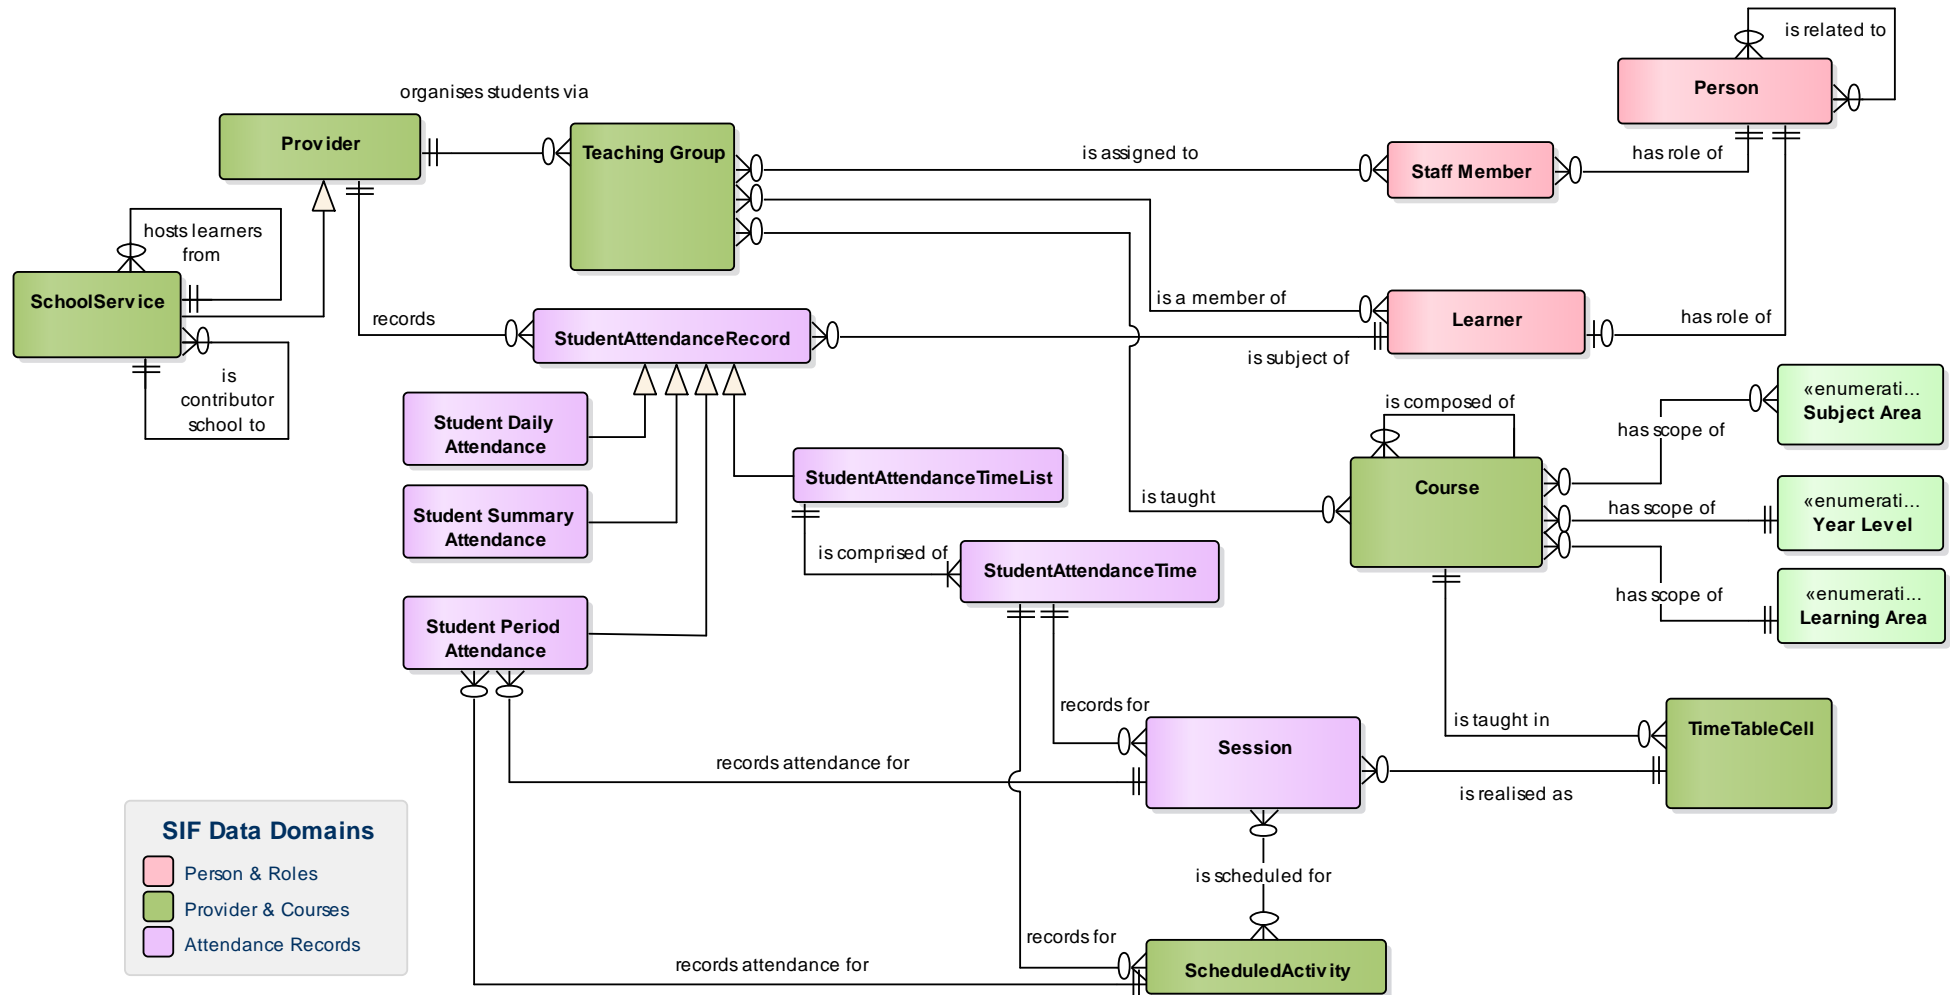 is related to
Person
organises students via
Provider
Teaching Group
is assigned to
Staff Member
has role of
hosts learners
from
SchoolService
is
contributor
school to
records
StudentAttendanceRecord
is a member of
is subject of
Learner
has role of
Student Daily
Attendance
Student Summary
Attendance
Student Period
Attendance
StudentAttendanceTimeList
is comprised of
StudentAttendanceTime
is taught
is composed of
Course
has scope of
«enumerati...
Subject Area
has scope of
«enumerati...
Year Level
has scope of
«enumerati...
Learning Area
records for
Session
is taught in
TimeTableCell
is realised as
records attendance for
is scheduled for
records for
records attendance for
ScheduledActivity
SIF Data Domains
Person & Roles
Provider & Courses
Attendance Records